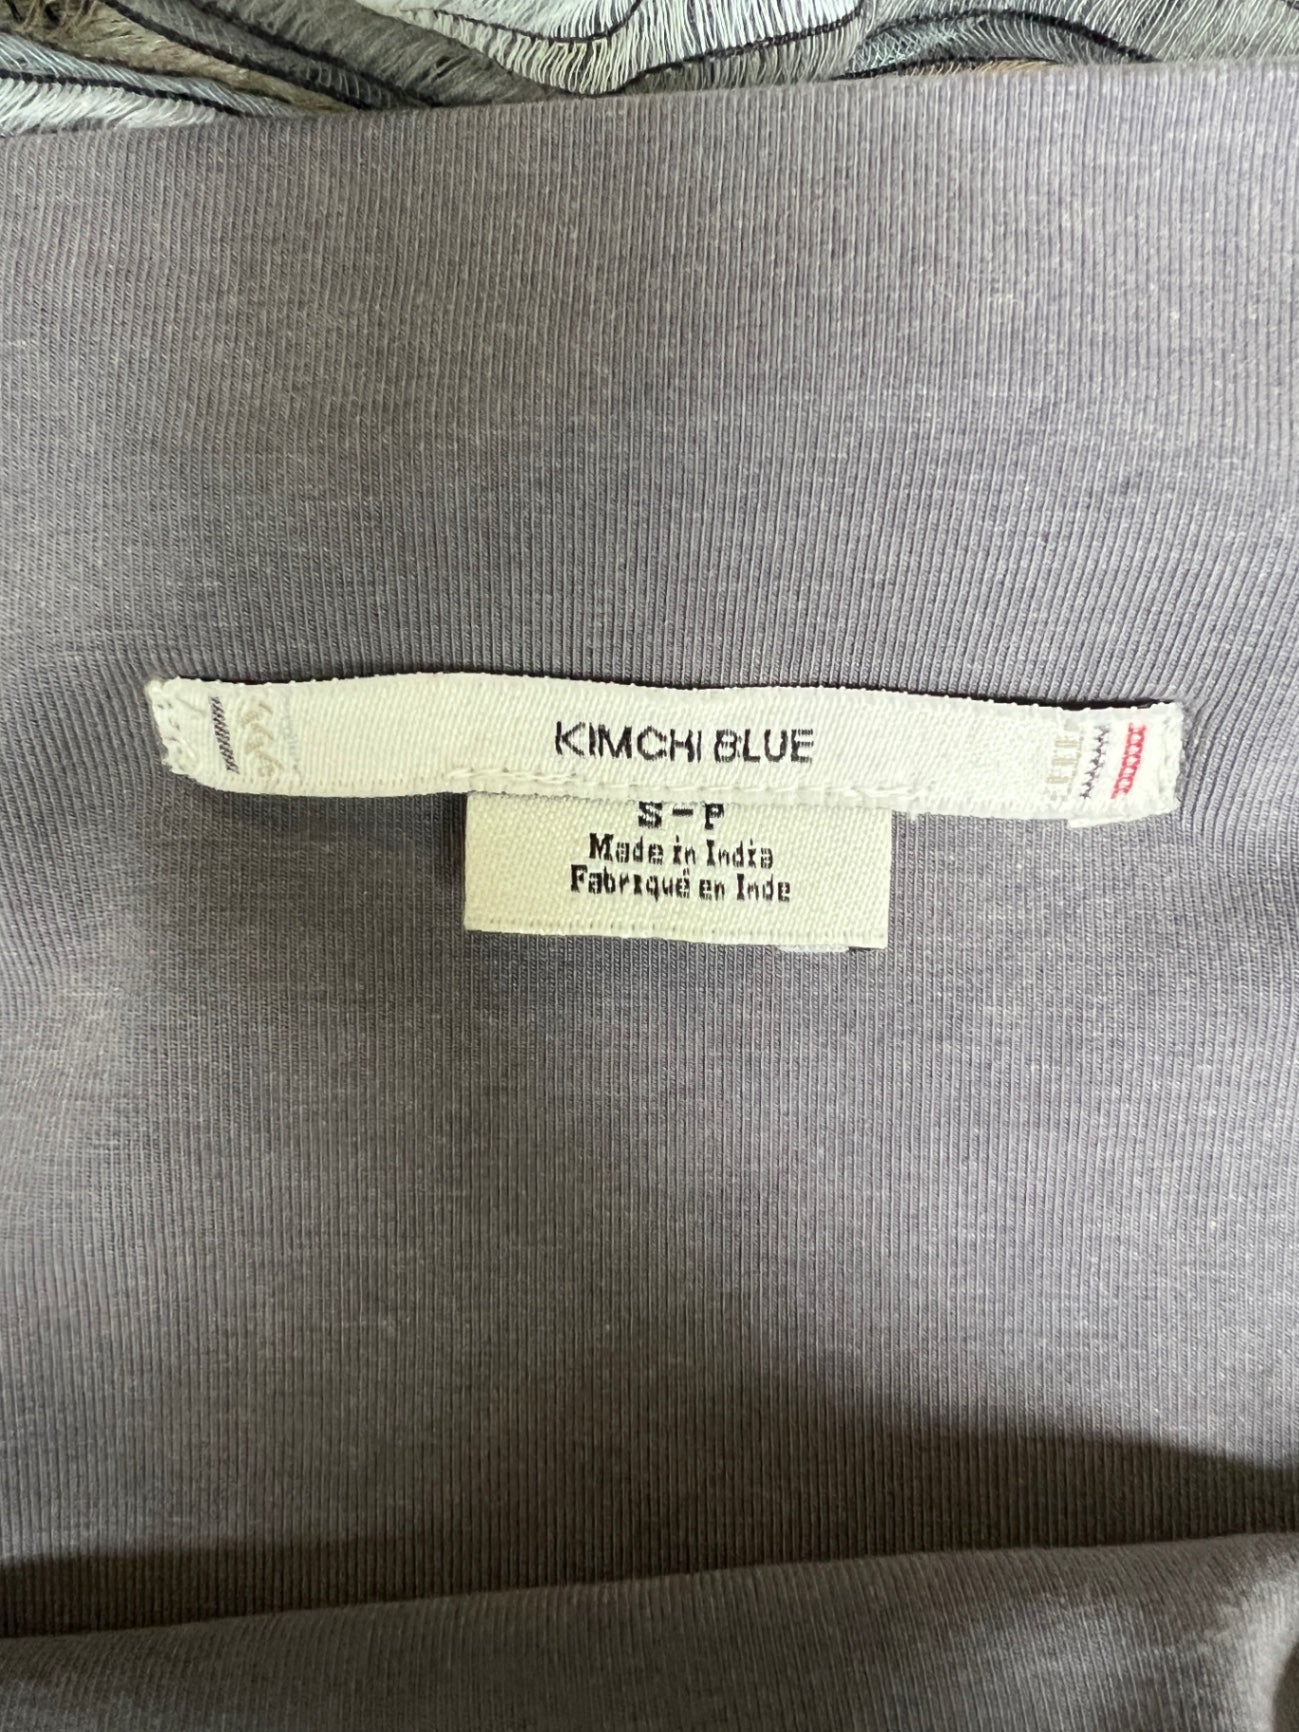 KIMCHI BLUE
S-P
Made in India
Fabriqué en Inde